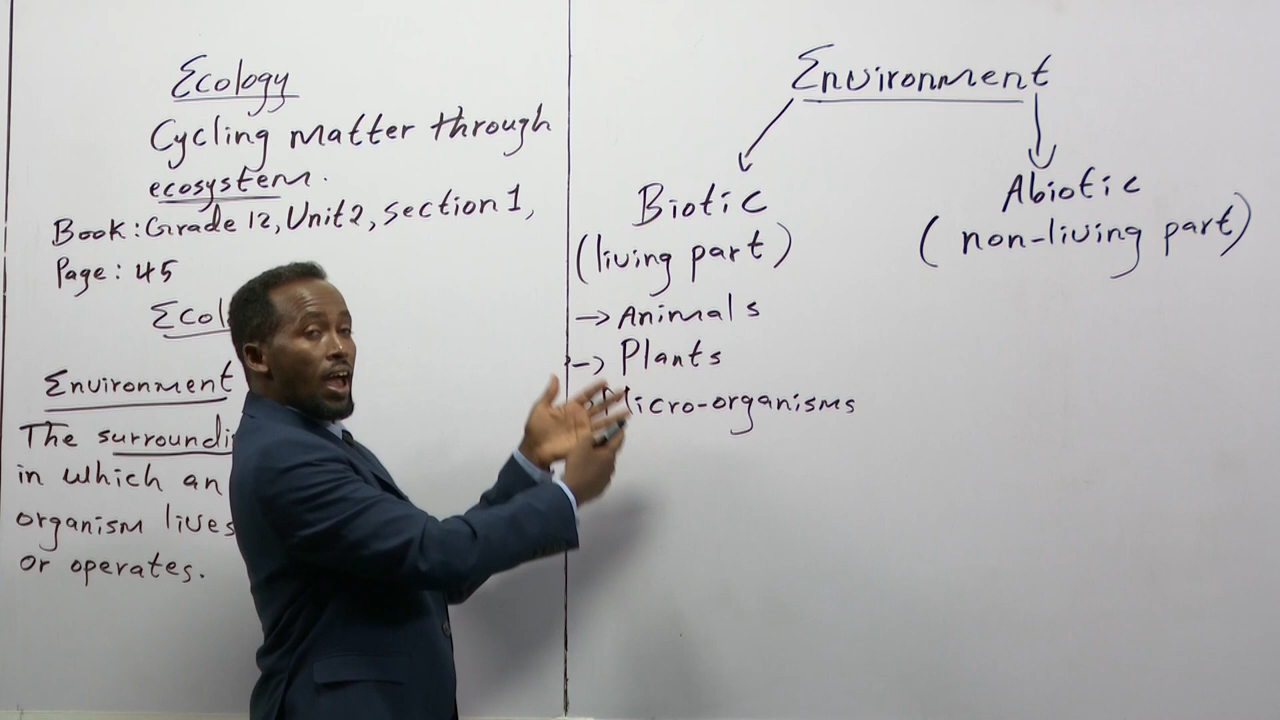 Ecology
Cycling matter through
ecosystem.
Book: Grade 12, Unit 2, Section 1,
Page: 45
Ecol
Environment
The surroundi
in which an
organism lives
or operates.
Environment
Biotic
(living part)
→ Animals
→ Plants
Micro-organisms
Abiotic
(non-living part)